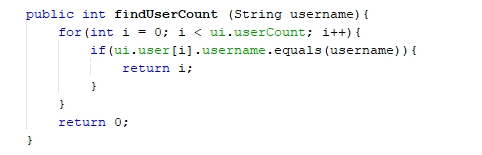 public int findUserCount (String username){
    for(int i = 0; i < ui.userCount; i++){
        if(ui.user[i].username.equals(username)){
            return i;
        }
    }
    return 0;
}